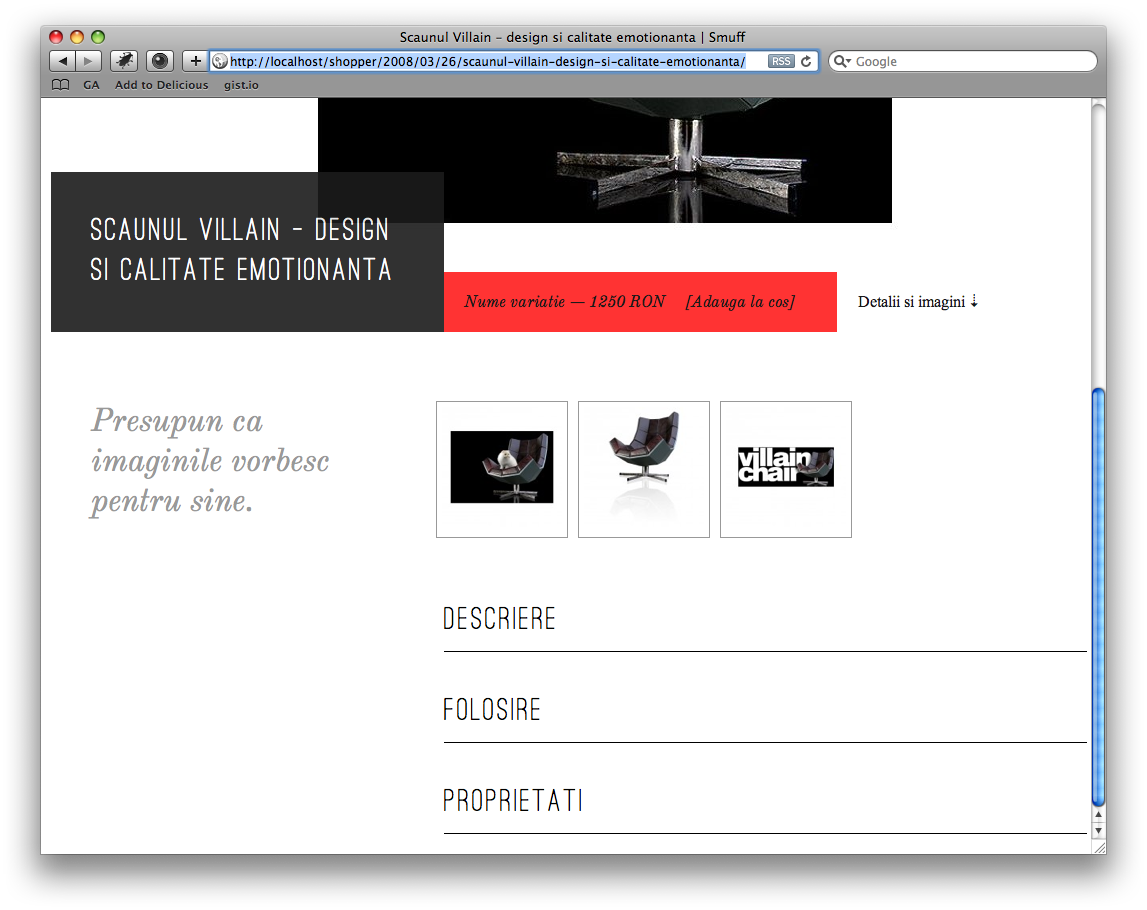 Scaunul Villain – design si calitate emotionanta | Smuff
http://localhost/shopper/2008/03/26/scaunul-villain-design-si-calitate-emotionanta/ RSS Google
GA Add to Delicious gist.io
SCAUNUL VILLAIN – DESIGN
SI CALITATE EMOTIONANTA
Nume variatie — 1250 RON [Adauga la cos] Detalii si imagini ⇣
Presupun ca
imaginile vorbesc
pentru sine.
villain
chair
DESCRIERE
FOLOSIRE
PROPRIETATI